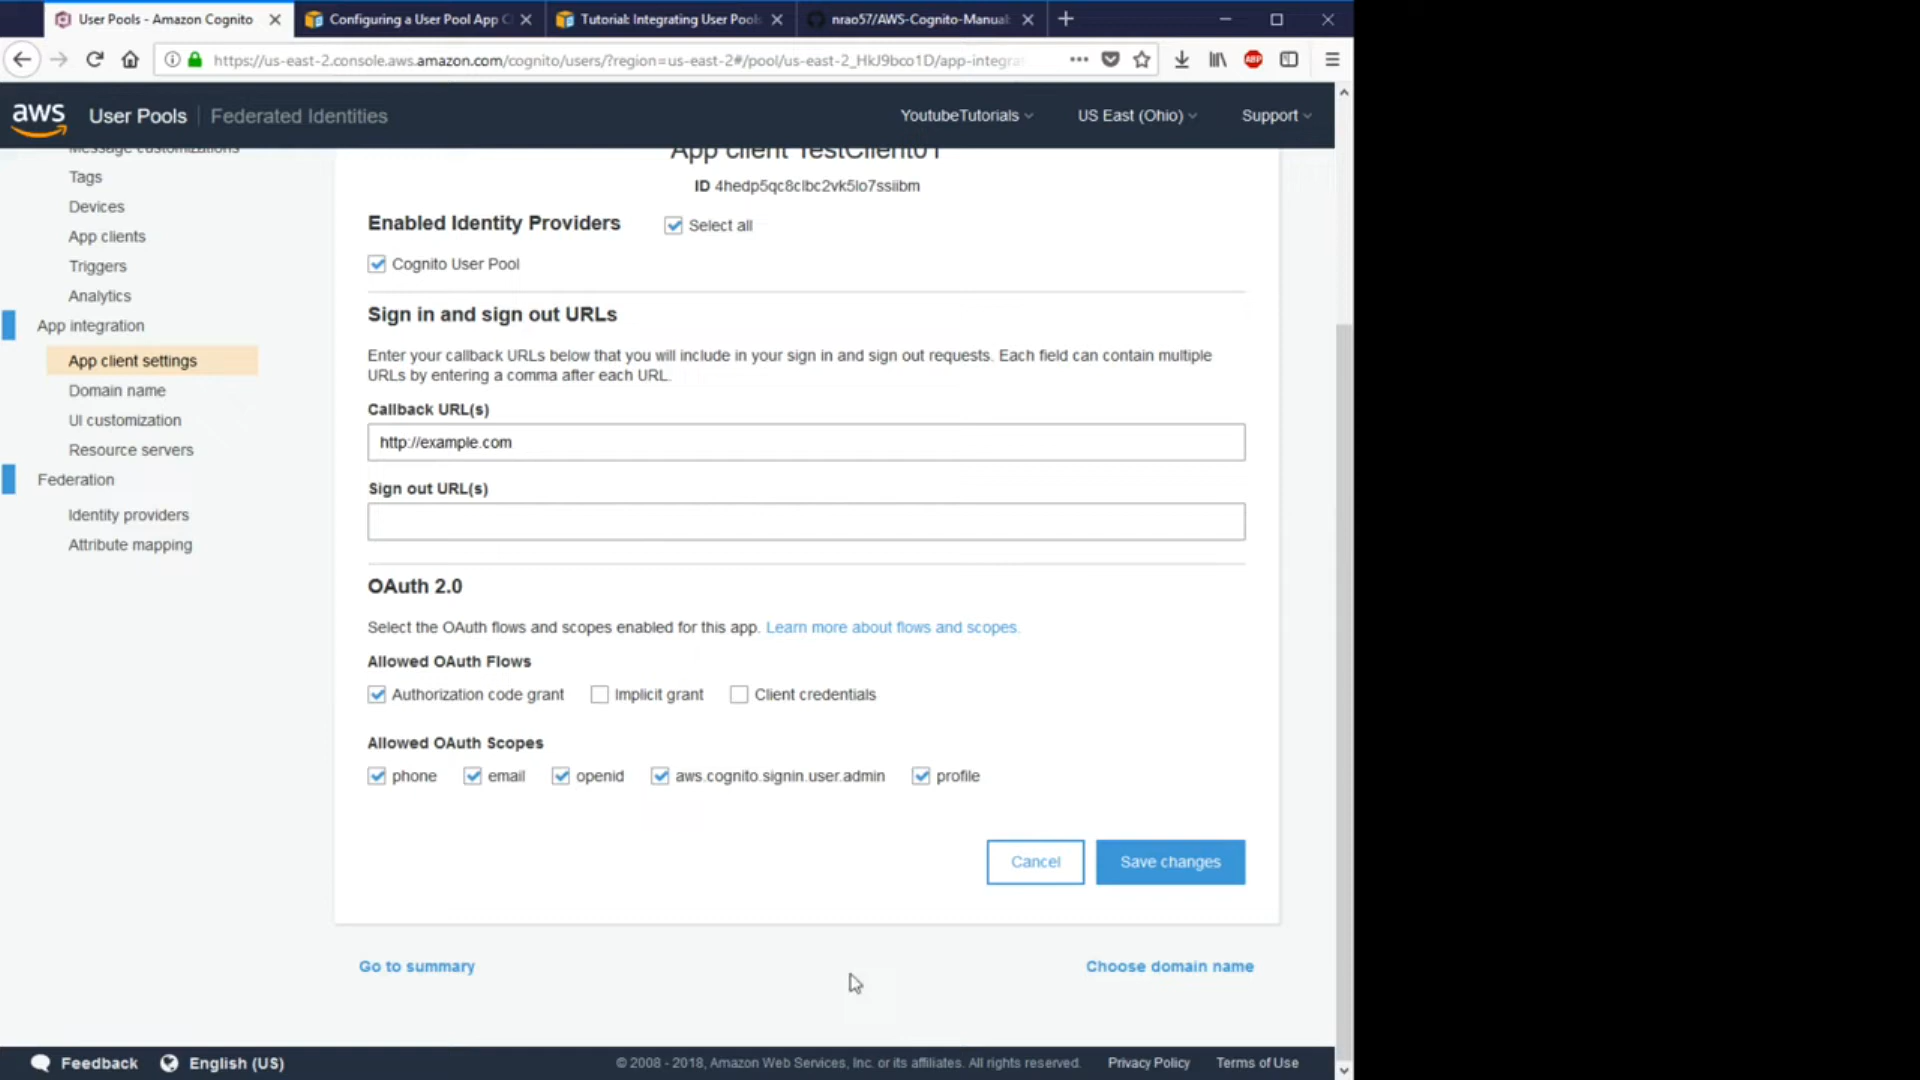 User Pools - Amazon Cognito
Configuring a User Pool App C
Tutorial: Integrating User Pools
nrao57/AWS-Cognito-Manual
https://us-east-2.console.aws.amazon.com/cognito/users/?region=us-east-2#/pool/us-east-2_HkJ9bco1D/app-integra
ABP
aws
User Pools
Federated Identities
YoutubeTutorials
US East (Ohio)
Support
Message customizations
Tags
Devices
App clients
Triggers
Analytics
App integration
App client settings
Domain name
UI customization
Resource servers
Federation
Identity providers
Attribute mapping
App client TestClient01
ID 4hedp5qc8clbc2vk5lo7ssiibm
Enabled Identity Providers
Select all
Cognito User Pool
Sign in and sign out URLs
Enter your callback URLs below that you will include in your sign in and sign out requests. Each field can contain multiple
URLs by entering a comma after each URL.
Callback URL(s)
http://example.com
Sign out URL(s)
OAuth 2.0
Select the OAuth flows and scopes enabled for this app. Learn more about flows and scopes.
Allowed OAuth Flows
Authorization code grant
Implicit grant
Client credentials
Allowed OAuth Scopes
phone
email
openid
aws.cognito.signin.user.admin
profile
Cancel
Save changes
Go to summary
Choose domain name
Feedback
English (US)
© 2008 - 2018, Amazon Web Services, Inc. or its affiliates. All rights reserved.
Privacy Policy
Terms of Use